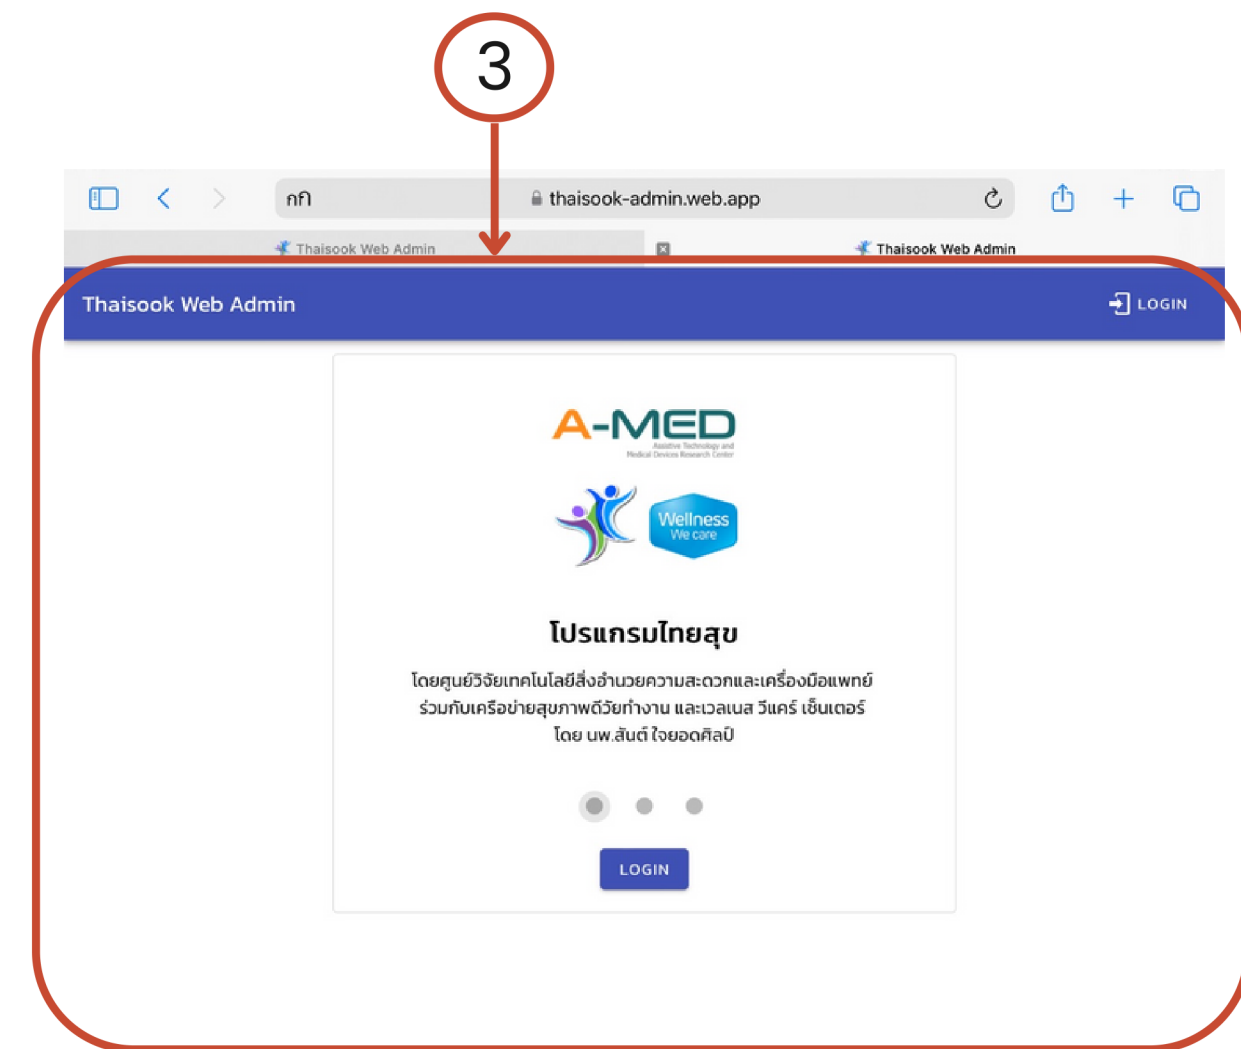 3
กกิ
thaisook-admin.web.app
Thaisook Web Admin
Thaisook Web Admin
Thaisook Web Admin
LOGIN
A-MED
Assistive Technology and
Medical Devices Research Center
Wellness
We care
โปรแกรมไทยสุข
โดยศูนย์วิจัยเทคโนโลยีสิ่งอำนวยความสะดวกและเครื่องมือแพทย์
ร่วมกับเครือข่ายสุขภาพดีวัยทำงาน และเวลเนส วีแคร์ เซ็นเตอร์
โดย นพ.สันต์ ใจยอดศิลป์
LOGIN